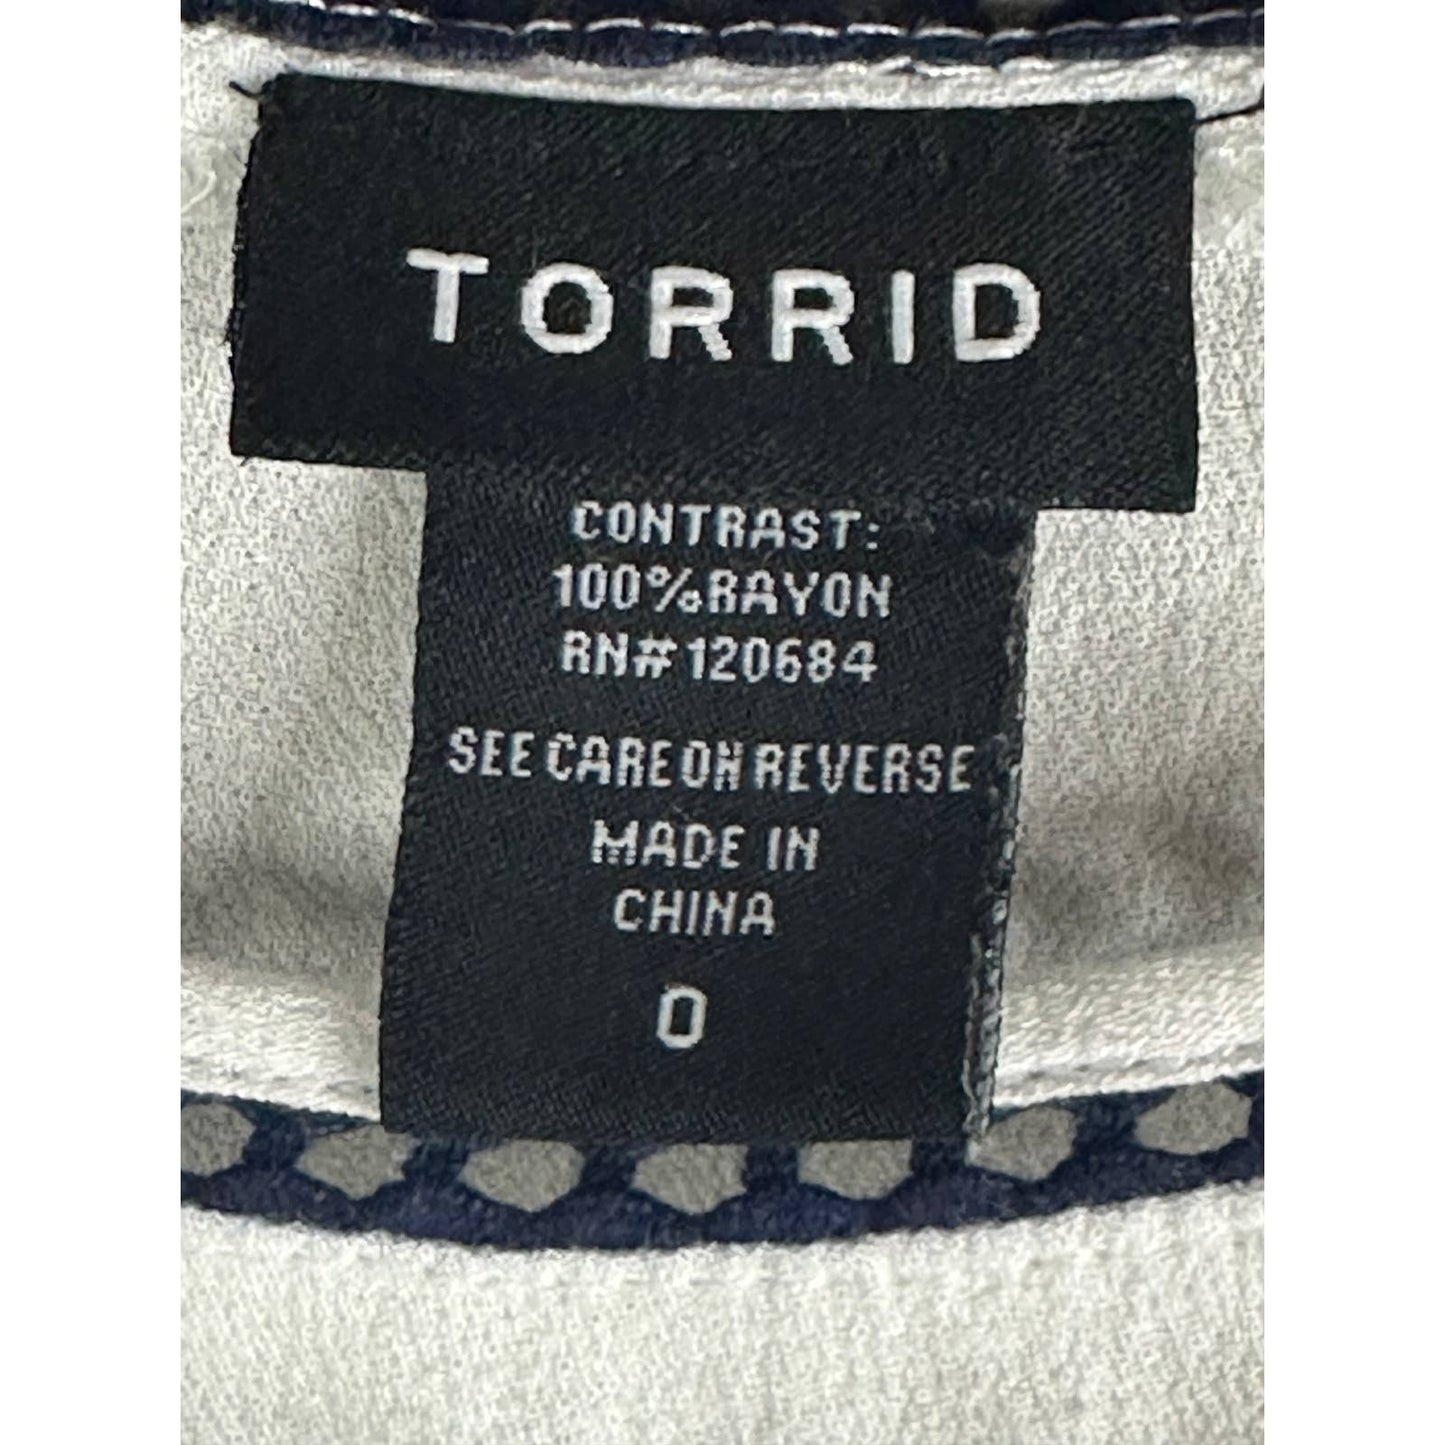 TORRID
CONTRAST:
100%RAYON
RN#120684
SEE CARE ON REVERSE
MADE IN
CHINA
0